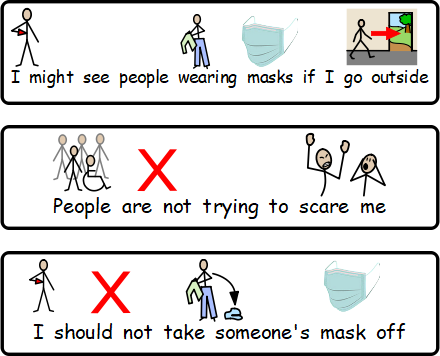 I might see people wearing masks if I go outside
People are not trying to scare me
I should not take someone's mask off